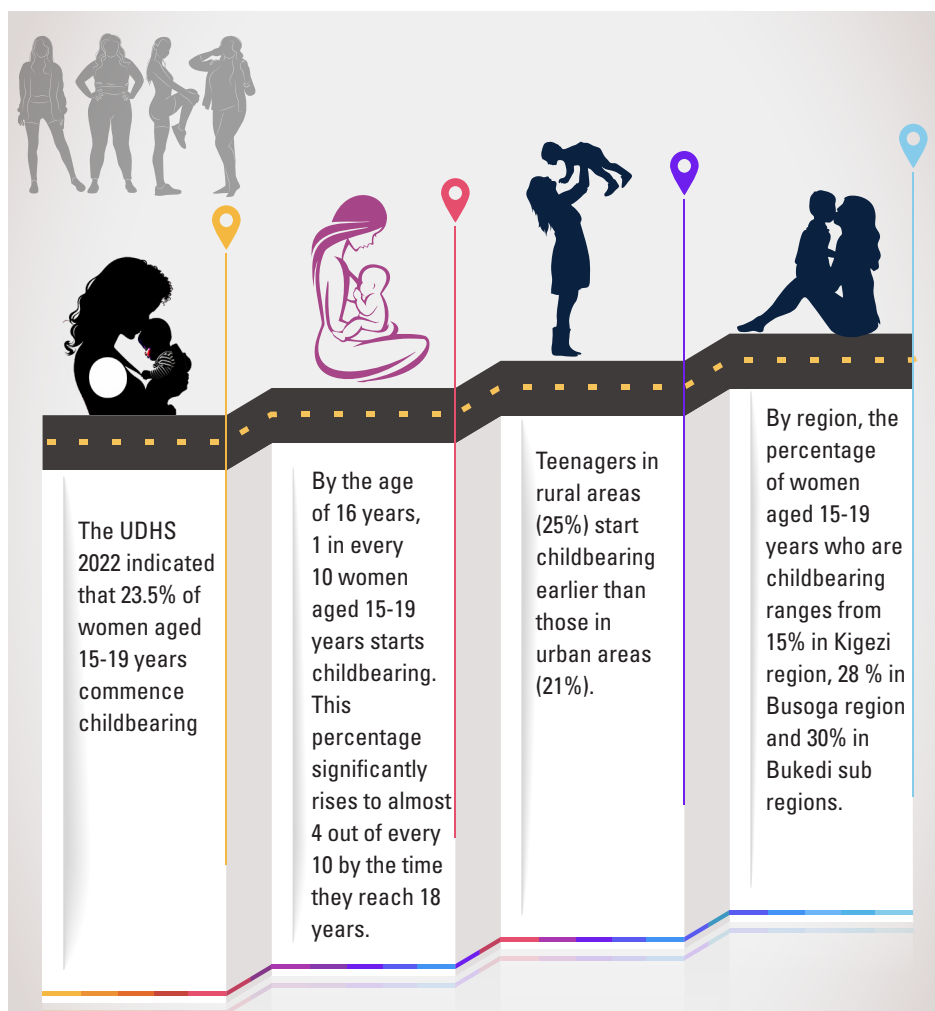 The UDHS
2022 indicated
that 23.5% of
women aged
15-19 years
commence
childbearing
By the age
of 16 years,
1 in every
10 women
aged 15-19
years starts
childbearing.
This
percentage
significantly
rises to almost
4 out of every
10 by the time
they reach 18
years.
Teenagers in
rural areas
(25%) start
childbearing
earlier than
those in
urban areas
(21%).
By region, the
percentage
of women
aged 15-19
years who are
childbearing
ranges from
15% in Kigezi
region, 28 % in
Busoga region
and 30% in
Bukedi sub
regions.